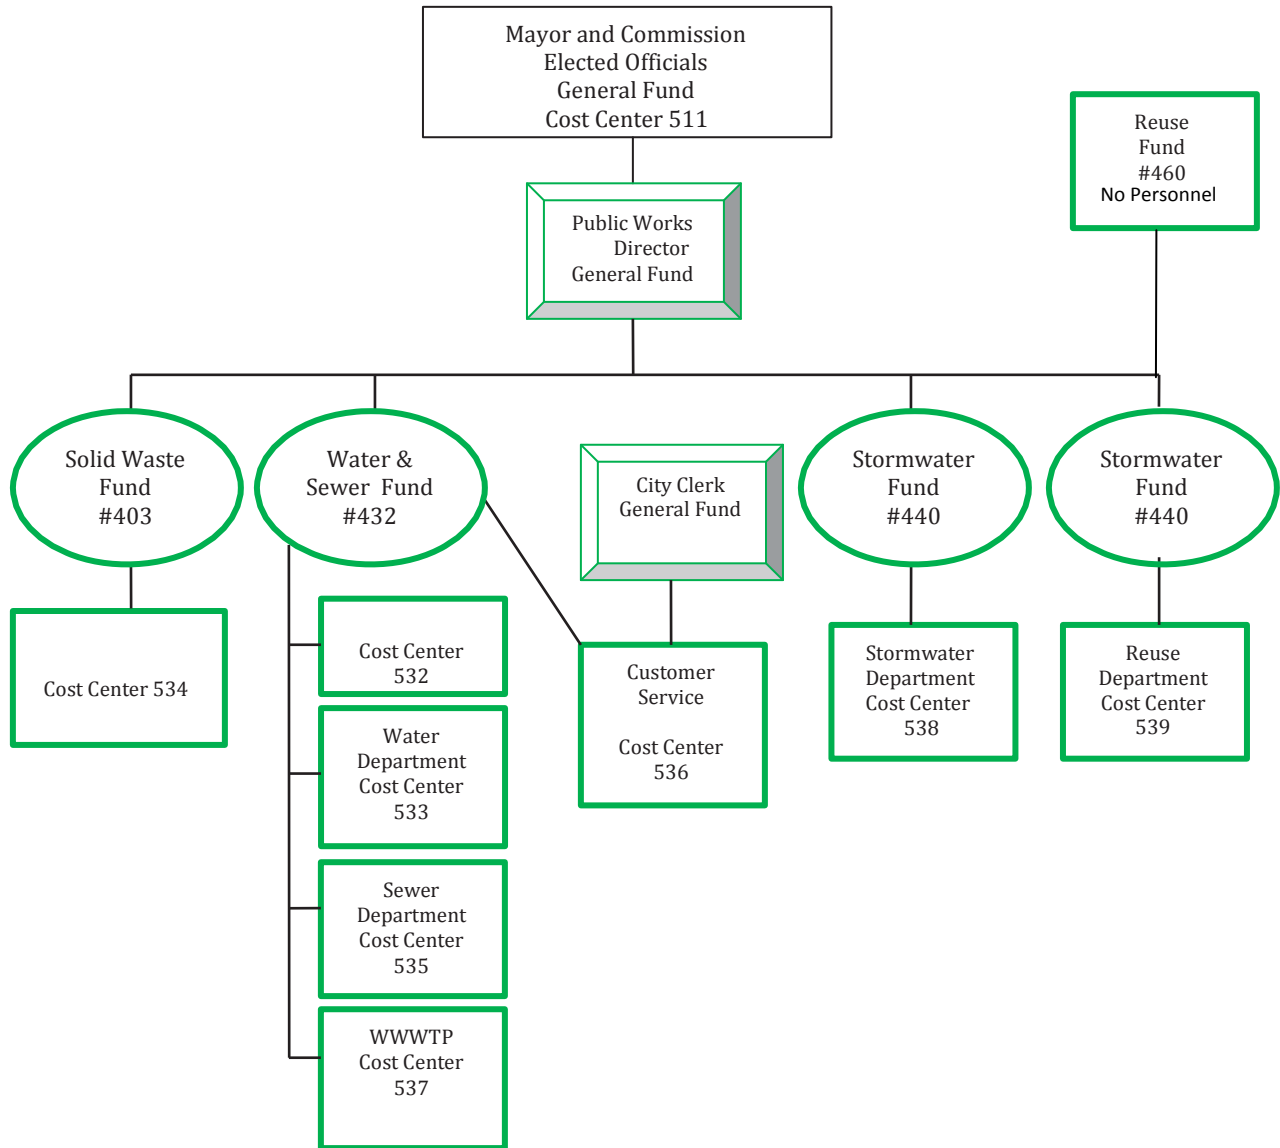 Mayor and Commission
Elected Officials
General Fund
Cost Center 511
Reuse
Fund
#460
No Personnel
Public Works
Director
General Fund
Solid Waste
Fund
#403
Water &
Sewer Fund
#432
City Clerk
General Fund
Stormwater
Fund
#440
Stormwater
Fund
#440
Cost Center 534
Cost Center
532
Water
Department
Cost Center
533
Sewer
Department
Cost Center
535
WWWTP
Cost Center
537
Customer
Service
Cost Center
536
Stormwater
Department
Cost Center
538
Reuse
Department
Cost Center
539